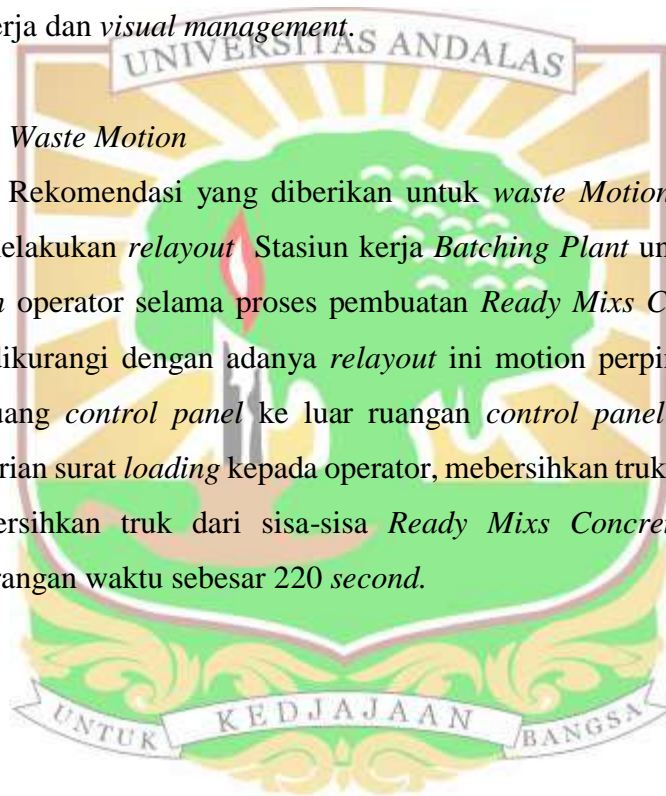 erja dan visual management.
UNIVERSITAS ANDALAS
Waste Motion
Rekomendasi yang diberikan untuk waste Motion
elakukan relayout Stasiun kerja Batching Plant un
n operator selama proses pembuatan Ready Mixs C
dikurangi dengan adanya relayout ini motion perpi
uang control panel ke luar ruangan control panel
rian surat loading kepada operator, mebersihkan truk
ersihkan truk dari sisa-sisa Ready Mixs Concre
rangan waktu sebesar 220 second.
UNTUK KEDJAJAAN BANGSA